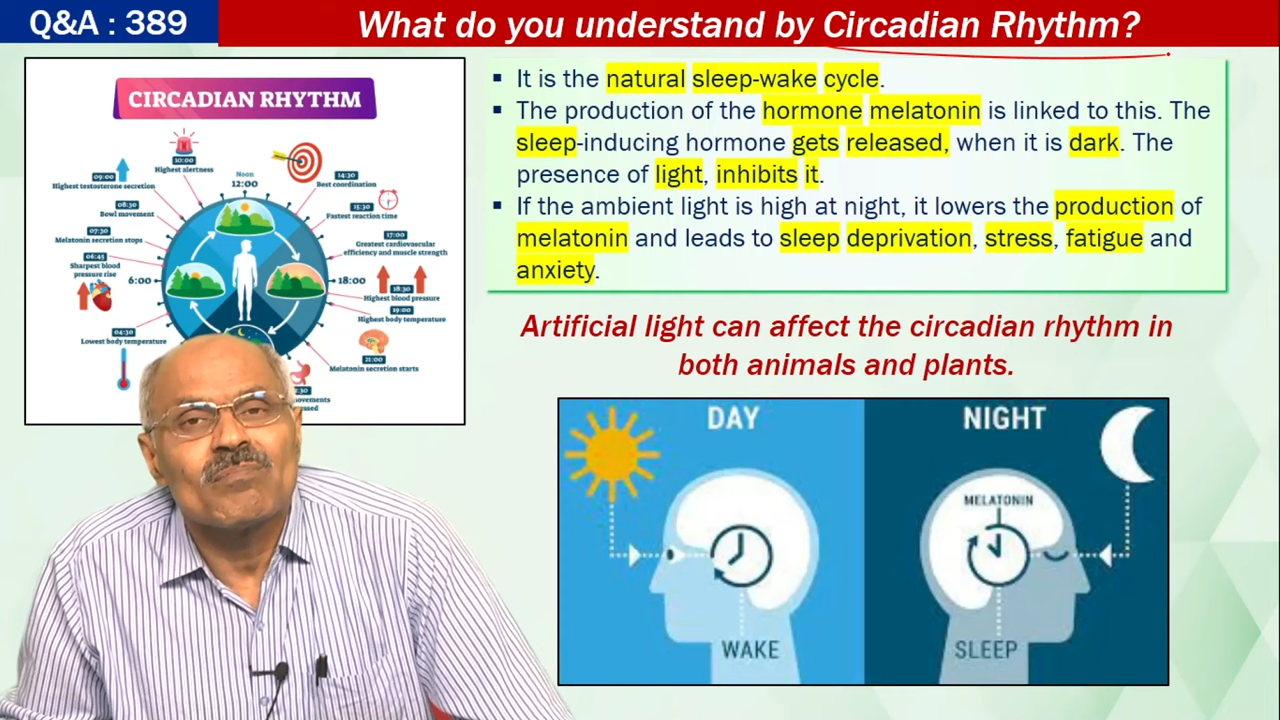 Q&A : 389
What do you understand by Circadian Rhythm?
CIRCADIAN RHYTHM
10:00
Highest alertness
09:00
Highest testosterone secretion
08:30
Bowl movement
07:30
Melatonin secretion stops
06:45
Sharpest blood
pressure rise
6:00
04:30
Lowest body temperature
Noon
12:00
14:30
Best coordination
15:30
Fastest reaction time
17:00
Greatest cardiovascular
efficiency and muscle strength
18:00
18:30
Highest blood pressure
19:00
Highest body temperature
21:00
Melatonin secretion starts
▪ It is the natural sleep-wake cycle.
▪ The production of the hormone melatonin is linked to this. The
sleep-inducing hormone gets released, when it is dark. The
presence of light, inhibits it.
▪ If the ambient light is high at night, it lowers the production of
melatonin and leads to sleep deprivation, stress, fatigue and
anxiety.
Artificial light can affect the circadian rhythm in
both animals and plants.
DAY
WAKE
NIGHT
MELATONIN
SLEEP